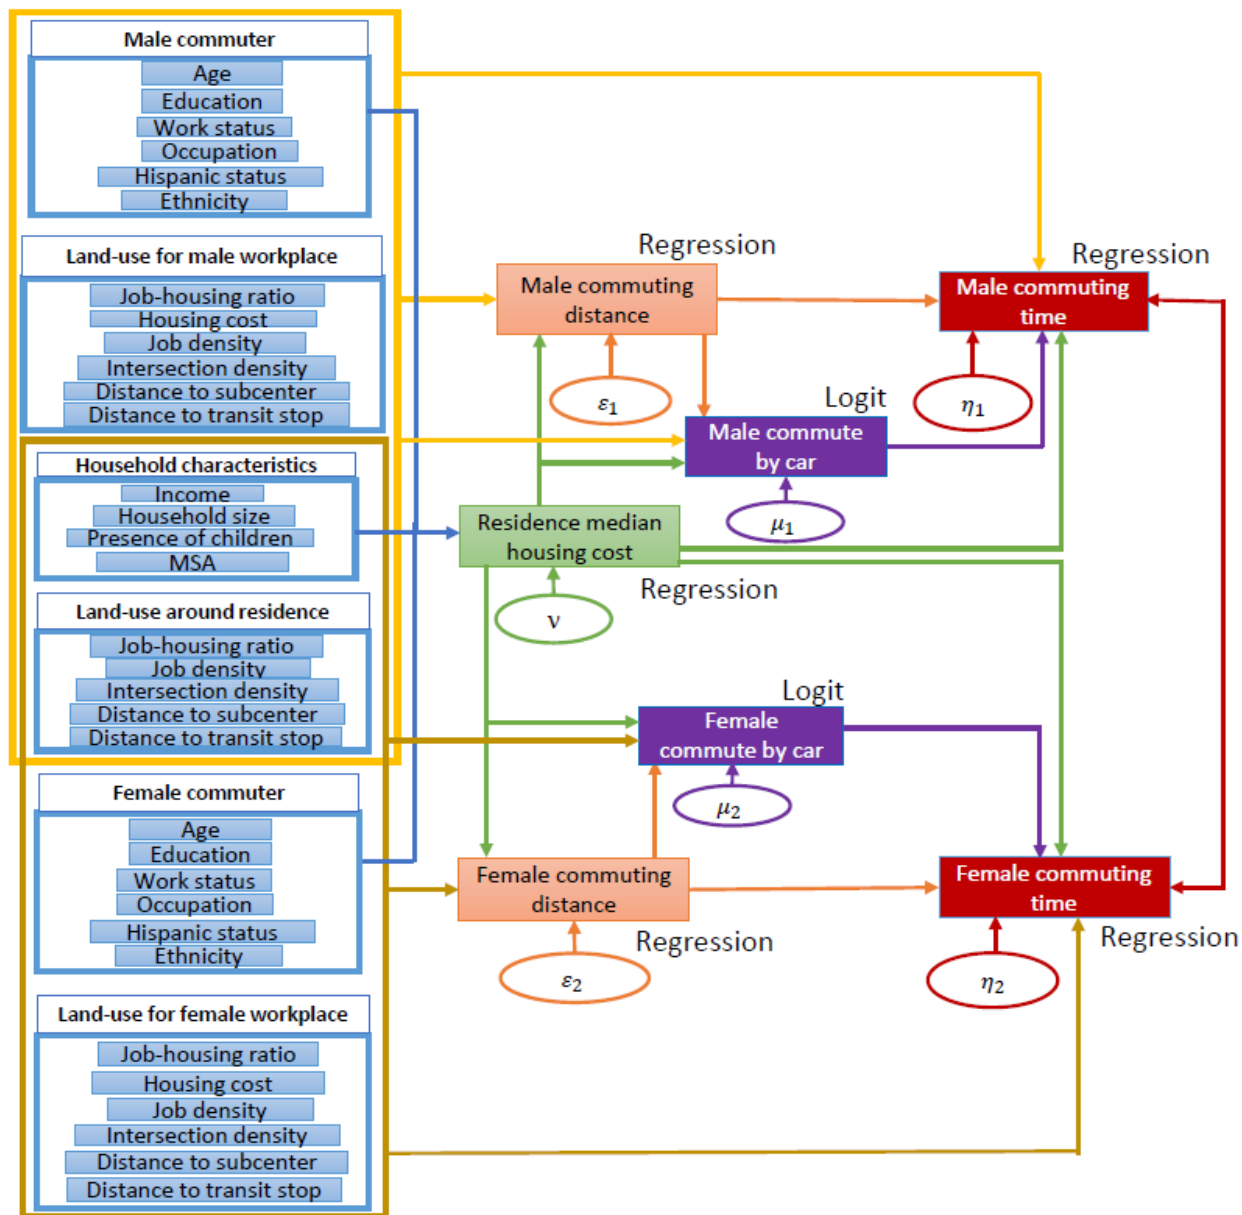 Male commuter
Age
Education
Work status
Occupation
Hispanic status
Ethnicity
Land-use for male workplace
Job-housing ratio
Housing cost
Job density
Intersection density
Distance to subcenter
Distance to transit stop
Household characteristics
Income
Household size
Presence of children
MSA
Land-use around residence
Job-housing ratio
Job density
Intersection density
Distance to subcenter
Distance to transit stop
Female commuter
Age
Education
Work status
Occupation
Hispanic status
Ethnicity
Land-use for female workplace
Job-housing ratio
Housing cost
Job density
Intersection density
Distance to subcenter
Distance to transit stop
Regression
Male commuting
distance
ε₁
Logit
Male commute
by car
μ₁
Residence median
housing cost
Regression
ν
Logit
Female
commute by car
μ₂
Female commuting
distance
Regression
ε₂
Regression
Male commuting
time
η₁
Female commuting
time
Regression
η₂